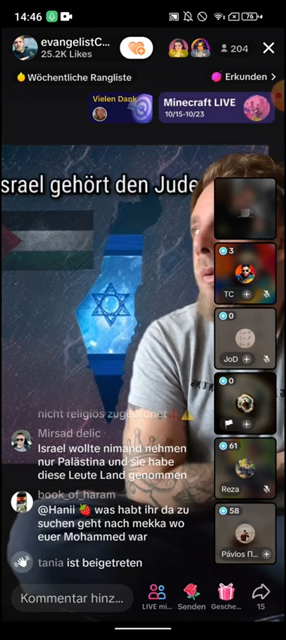 14:46
76
evangelistC...
25.2K Likes
204
Wöchentliche Rangliste
Erkunden
Vielen Dank
Minecraft LIVE
10/15-10/23
srael gehört den Jude
3
TC
0
JoD
0
61
Reza
58
Pávlos Π...
nicht religiös zugeordnet
Mirsad delic
Israel wollte nimand nehmen
nur Palästina und sie habe
diese Leute Land genommen
book_of_haram
@Hanii 🍓 was habt ihr da zu
suchen geht nach mekka wo
euer Mohammed war
tania ist beigetreten
Kommentar hinz...
LIVE mi...
Senden
Gesche...
15